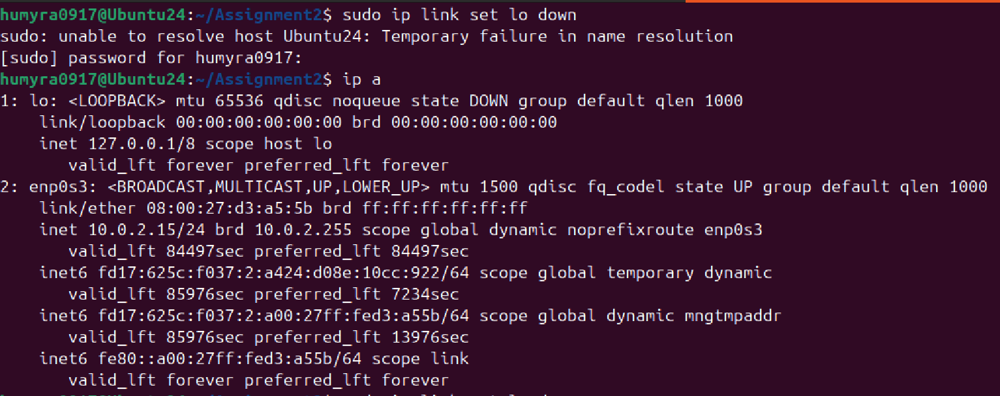 humyra0917@Ubuntu24:~/Assignment2$ sudo ip link set lo down
sudo: unable to resolve host Ubuntu24: Temporary failure in name resolution
[sudo] password for humyra0917:
humyra0917@Ubuntu24:~/Assignment2$ ip a
1: lo: <LOOPBACK> mtu 65536 qdisc noqueue state DOWN group default qlen 1000
    link/loopback 00:00:00:00:00:00 brd 00:00:00:00:00:00
    inet 127.0.0.1/8 scope host lo
       valid_lft forever preferred_lft forever
2: enp0s3: <BROADCAST,MULTICAST,UP,LOWER_UP> mtu 1500 qdisc fq_codel state UP group default qlen 1000
    link/ether 08:00:27:d3:a5:5b brd ff:ff:ff:ff:ff:ff
    inet 10.0.2.15/24 brd 10.0.2.255 scope global dynamic noprefixroute enp0s3
       valid_lft 84497sec preferred_lft 84497sec
    inet6 fd17:625c:f037:2:a424:d08e:10cc:922/64 scope global temporary dynamic
       valid_lft 85976sec preferred_lft 7234sec
    inet6 fd17:625c:f037:2:a00:27ff:fed3:a55b/64 scope global dynamic mngtmpaddr
       valid_lft 85976sec preferred_lft 13976sec
    inet6 fe80::a00:27ff:fed3:a55b/64 scope link
       valid_lft forever preferred_lft forever